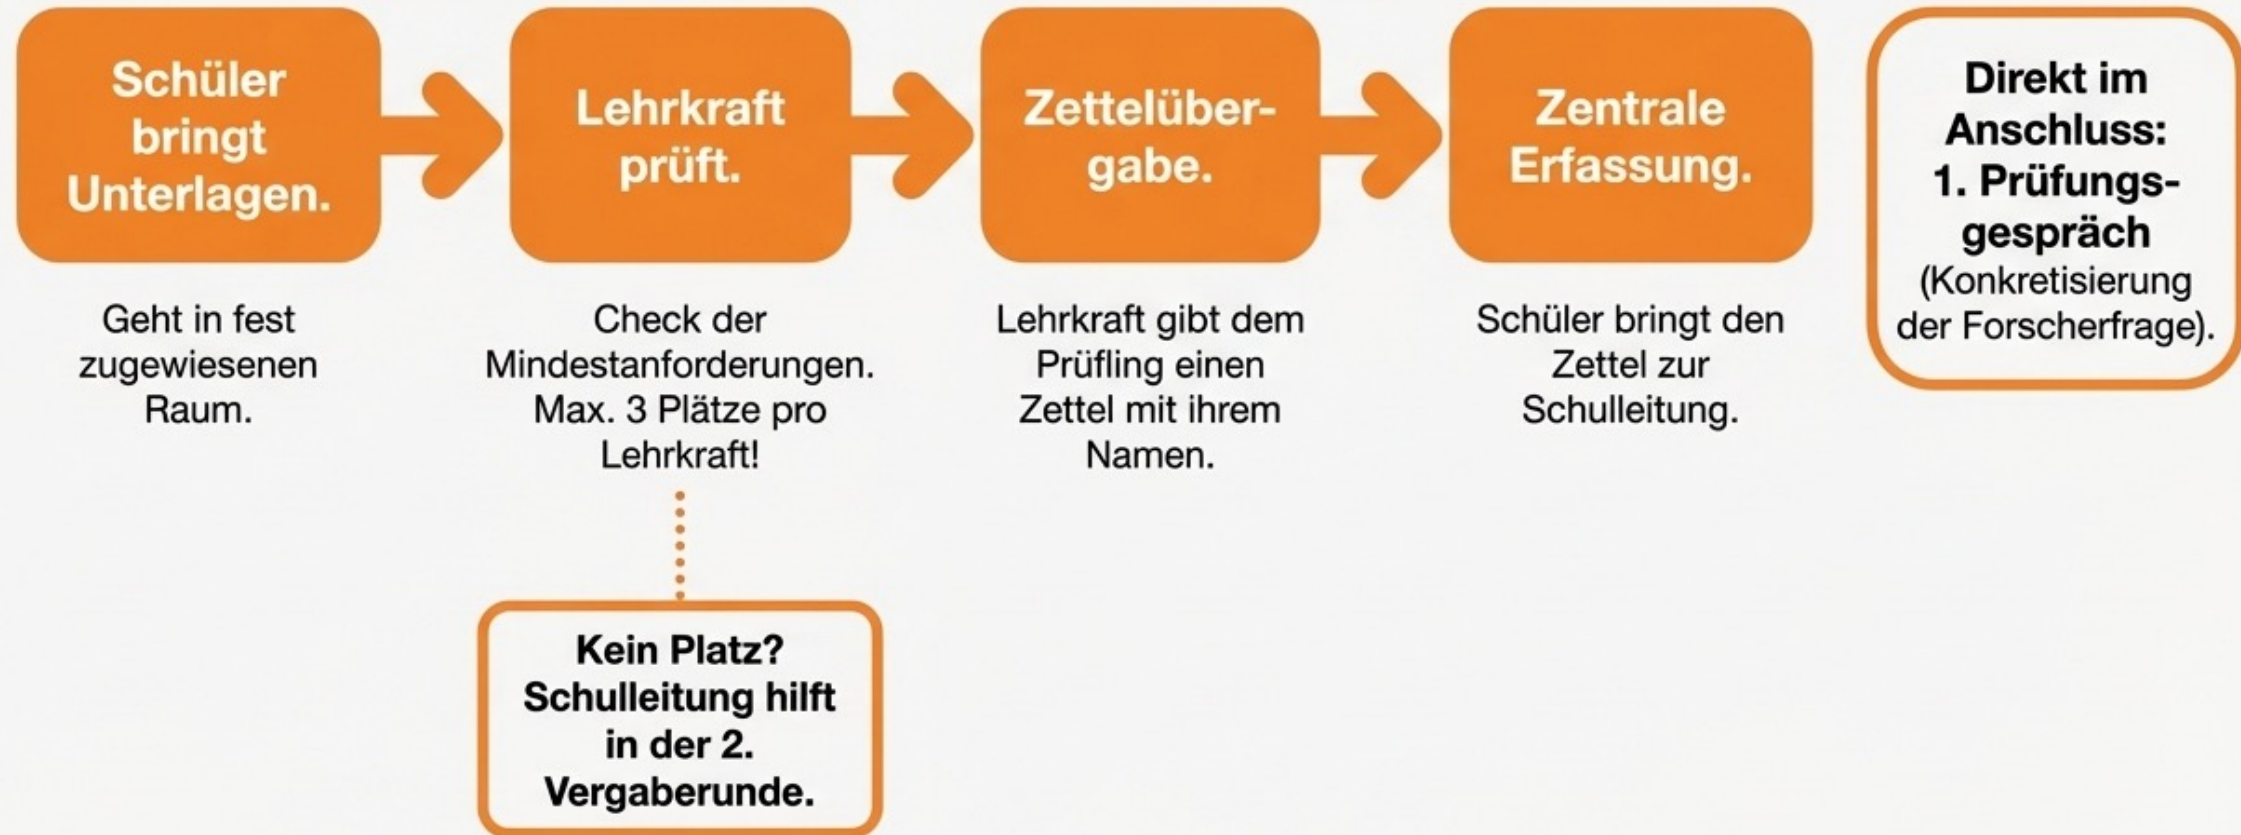 Schüler
bringt
Unterlagen.
Geht in fest
zugewiesenen
Raum.
Lehrkraft
prüft.
Check der
Mindestanforderungen.
Max. 3 Plätze pro
Lehrkraft!
Kein Platz?
Schulleitung hilft
in der 2.
Vergaberunde.
Zettelüber-
gabe.
Lehrkraft gibt dem
Prüfling einen
Zettel mit ihrem
Namen.
Zentrale
Erfassung.
Schüler bringt den
Zettel zur
Schulleitung.
Direkt im
Anschluss:
1. Prüfungs-
gespräch
(Konkretisierung
der Forscherfrage).